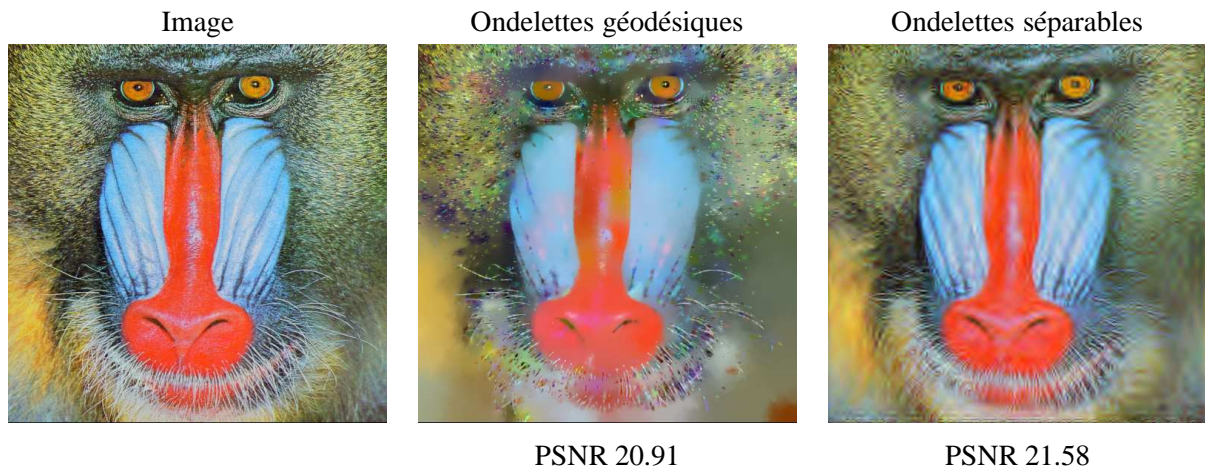 Image
Ondelettes géodésiques
Ondelettes séparables
PSNR 20.91
PSNR 21.58